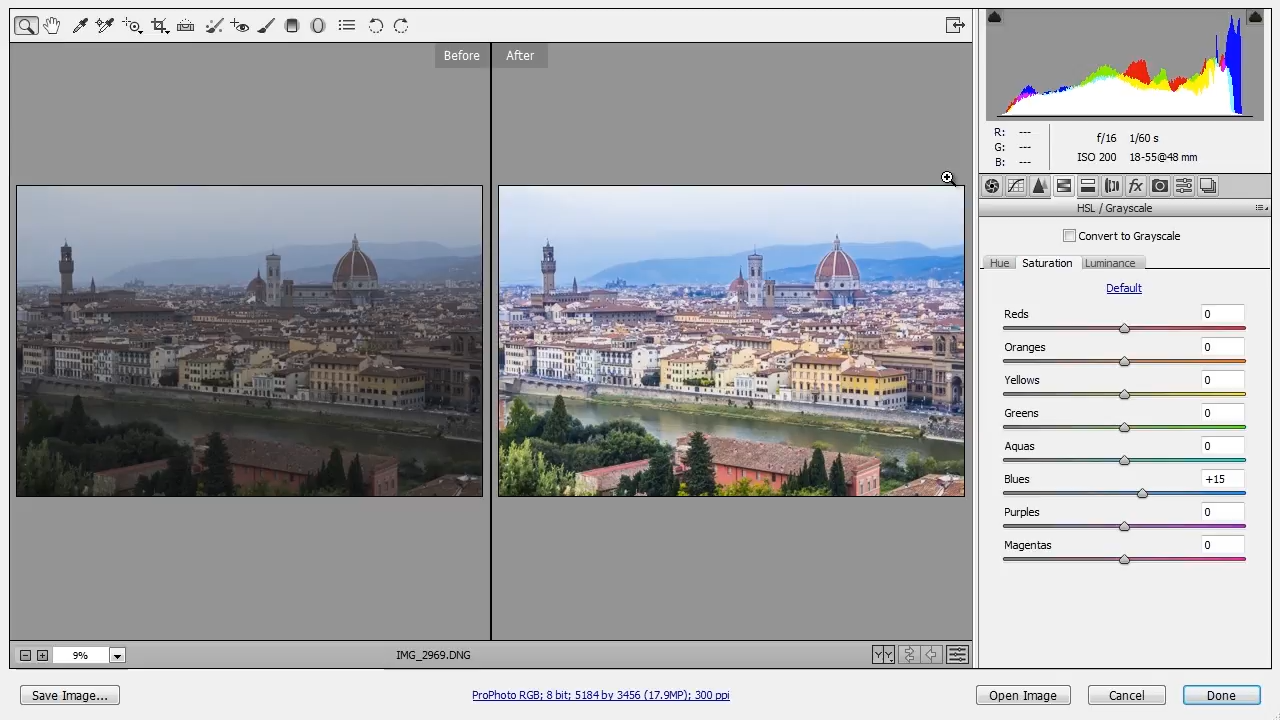 Before
After
R: ---
G: ---
B: ---
f/16 1/60 s
ISO 200 18-55@48 mm
fx
HSL / Grayscale
Convert to Grayscale
Hue Saturation Luminance
Default
Reds 0
Oranges 0
Yellows 0
Greens 0
Aquas 0
Blues +15
Purples 0
Magentas 0
9%
IMG_2969.DNG
Y Y
Save Image...
ProPhoto RGB; 8 bit; 5184 by 3456 (17.9MP); 300 ppi
Open Image
Cancel
Done